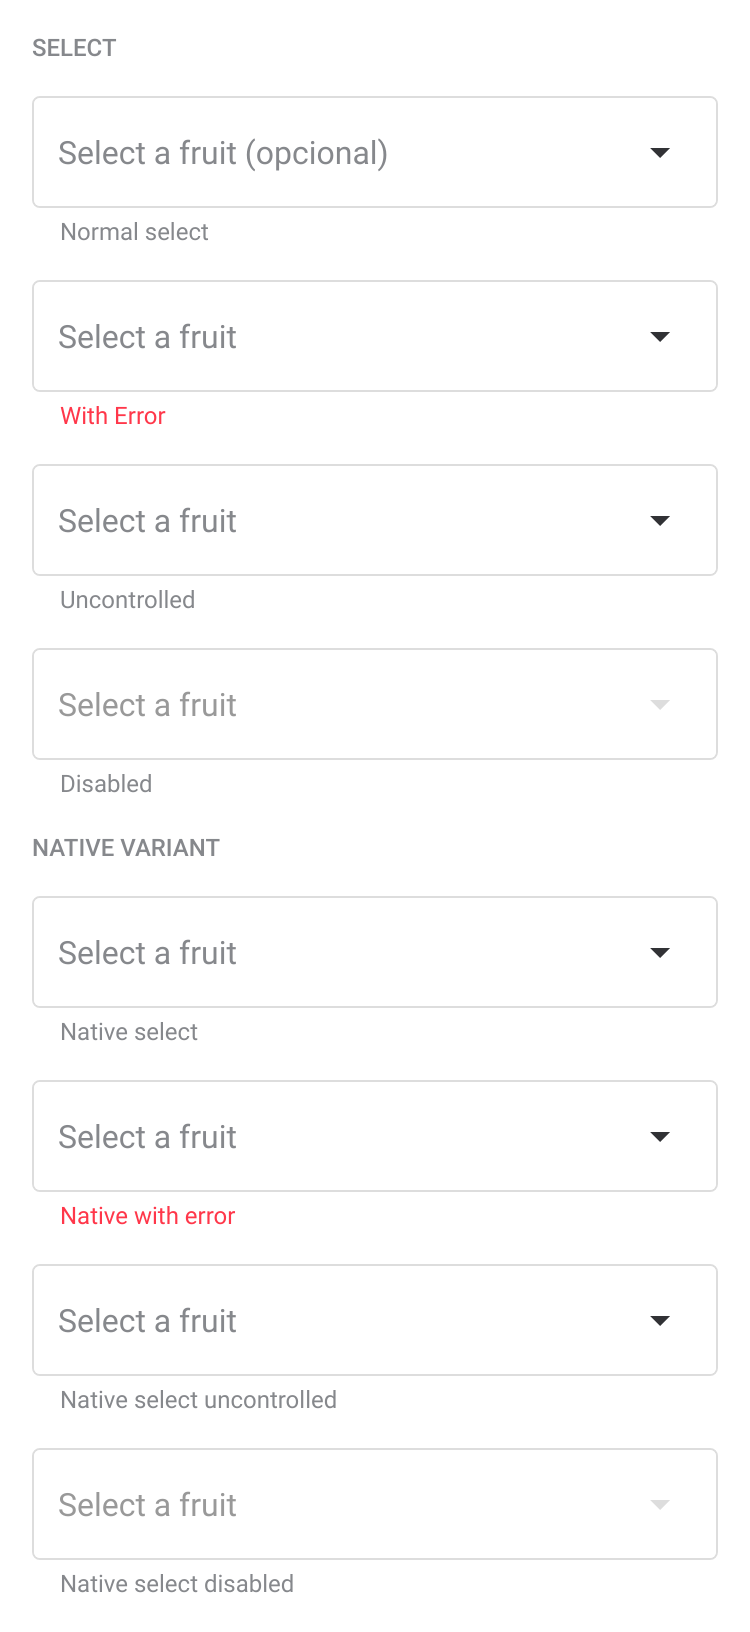 SELECT
Select a fruit (opcional)
Normal select
Select a fruit
With Error
Select a fruit
Uncontrolled
Select a fruit
Disabled
NATIVE VARIANT
Select a fruit
Native select
Select a fruit
Native with error
Select a fruit
Native select uncontrolled
Select a fruit
Native select disabled